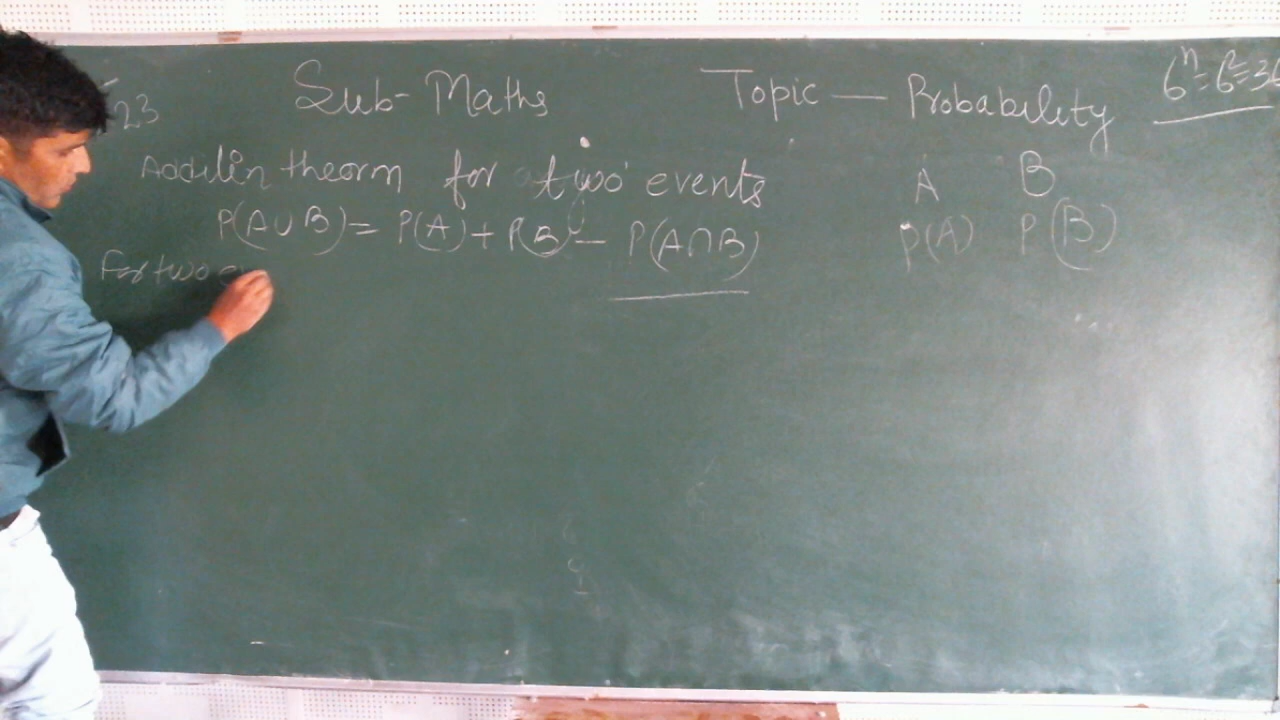 23 Sub- Maths Topic — Probability 6ⁿ = 6² = 36
Addition theorm for two events A B
P(A∪B) = P(A) + P(B) — P(A∩B) P(A) P(B)
For two